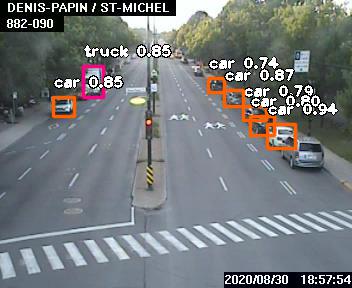 DENIS-PAPIN / ST-MICHEL
882-090
truck 0.85
car 0.85
car 0.74
car 0.87
car 0.79
car 0.80
car 0.94
2020/08/30 18:57:54